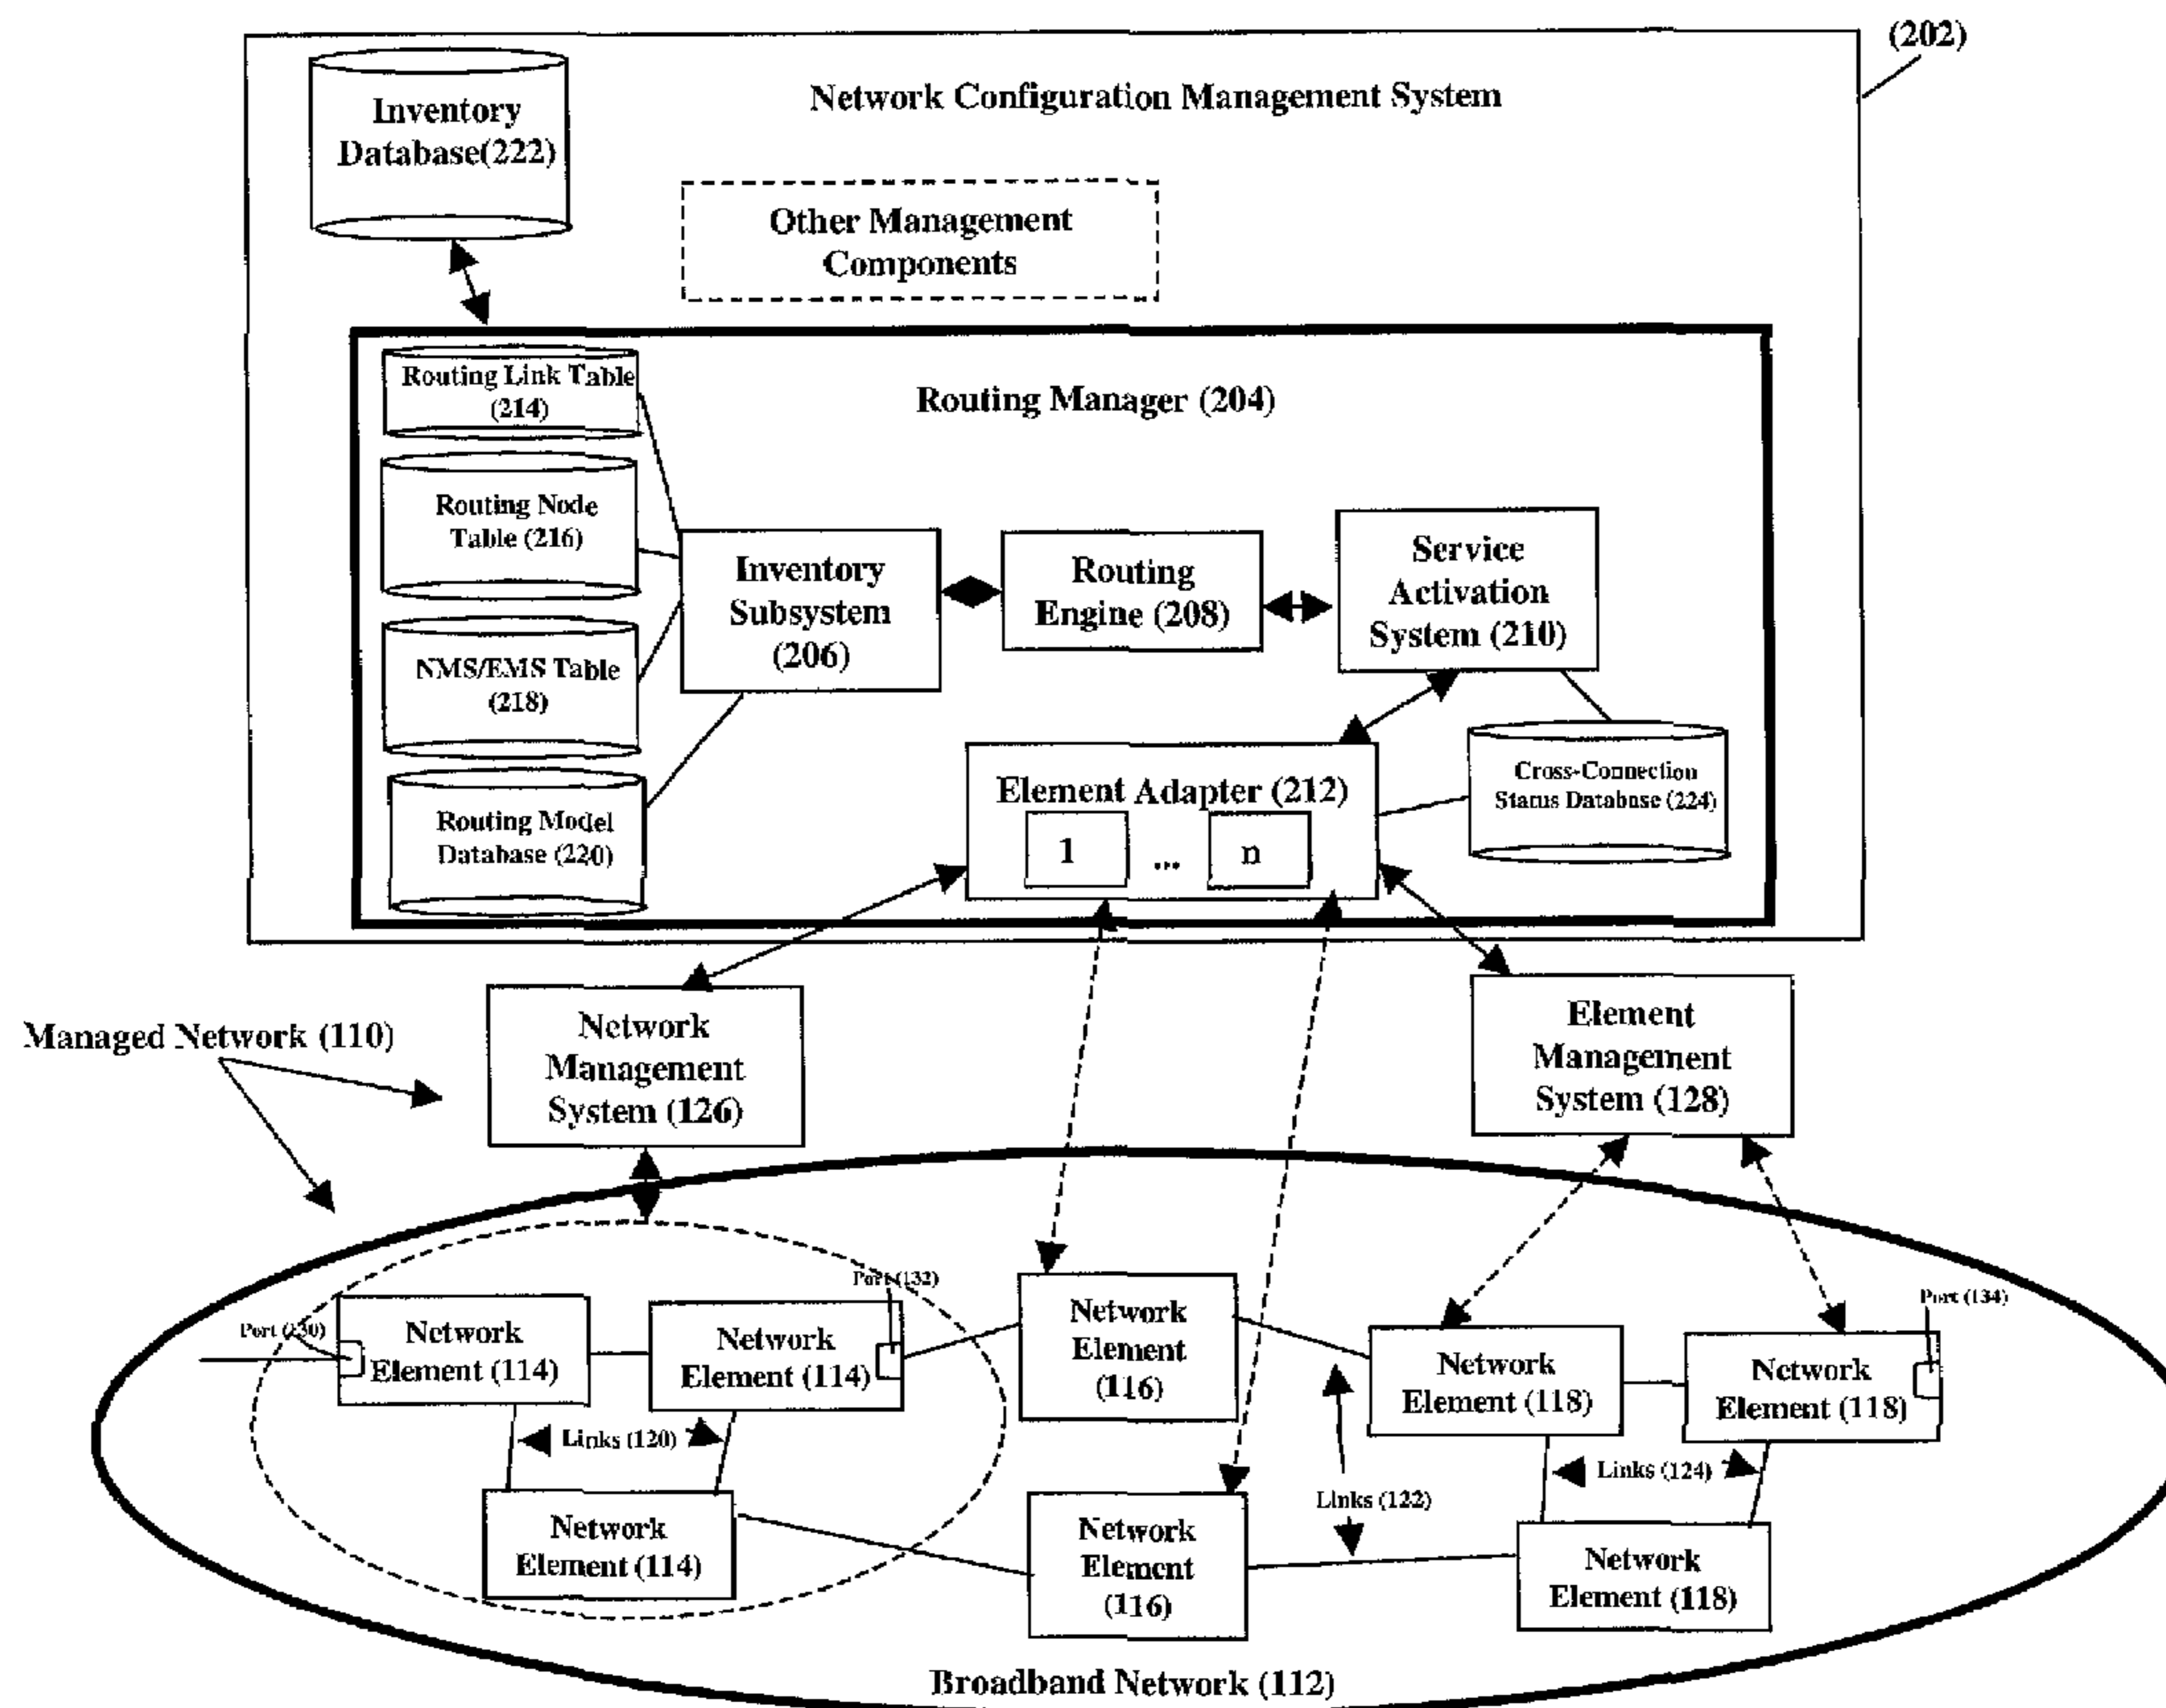 (202)
Network Configuration Management System
Inventory
Database(222)
Other Management
Components
Routing Link Table
(214)
Routing Manager (204)
Routing Node
Table (216)
NMS/EMS Table
(218)
Routing Model
Database (220)
Inventory
Subsystem
(206)
Routing
Engine (208)
Service
Activation
System (210)
Element Adapter (212)
1 ... n
Cross-Connection
Status Database (224)
Managed Network (110)
Network
Management
System (126)
Element
Management
System (128)
Port (130)
Network
Element (114)
Port (132)
Network
Element (114)
Links (120)
Network
Element (114)
Network
Element
(116)
Network
Element
(116)
Links (122)
Network
Element (118)
Port (134)
Network
Element (118)
Links (124)
Network
Element (118)
Broadband Network (112)